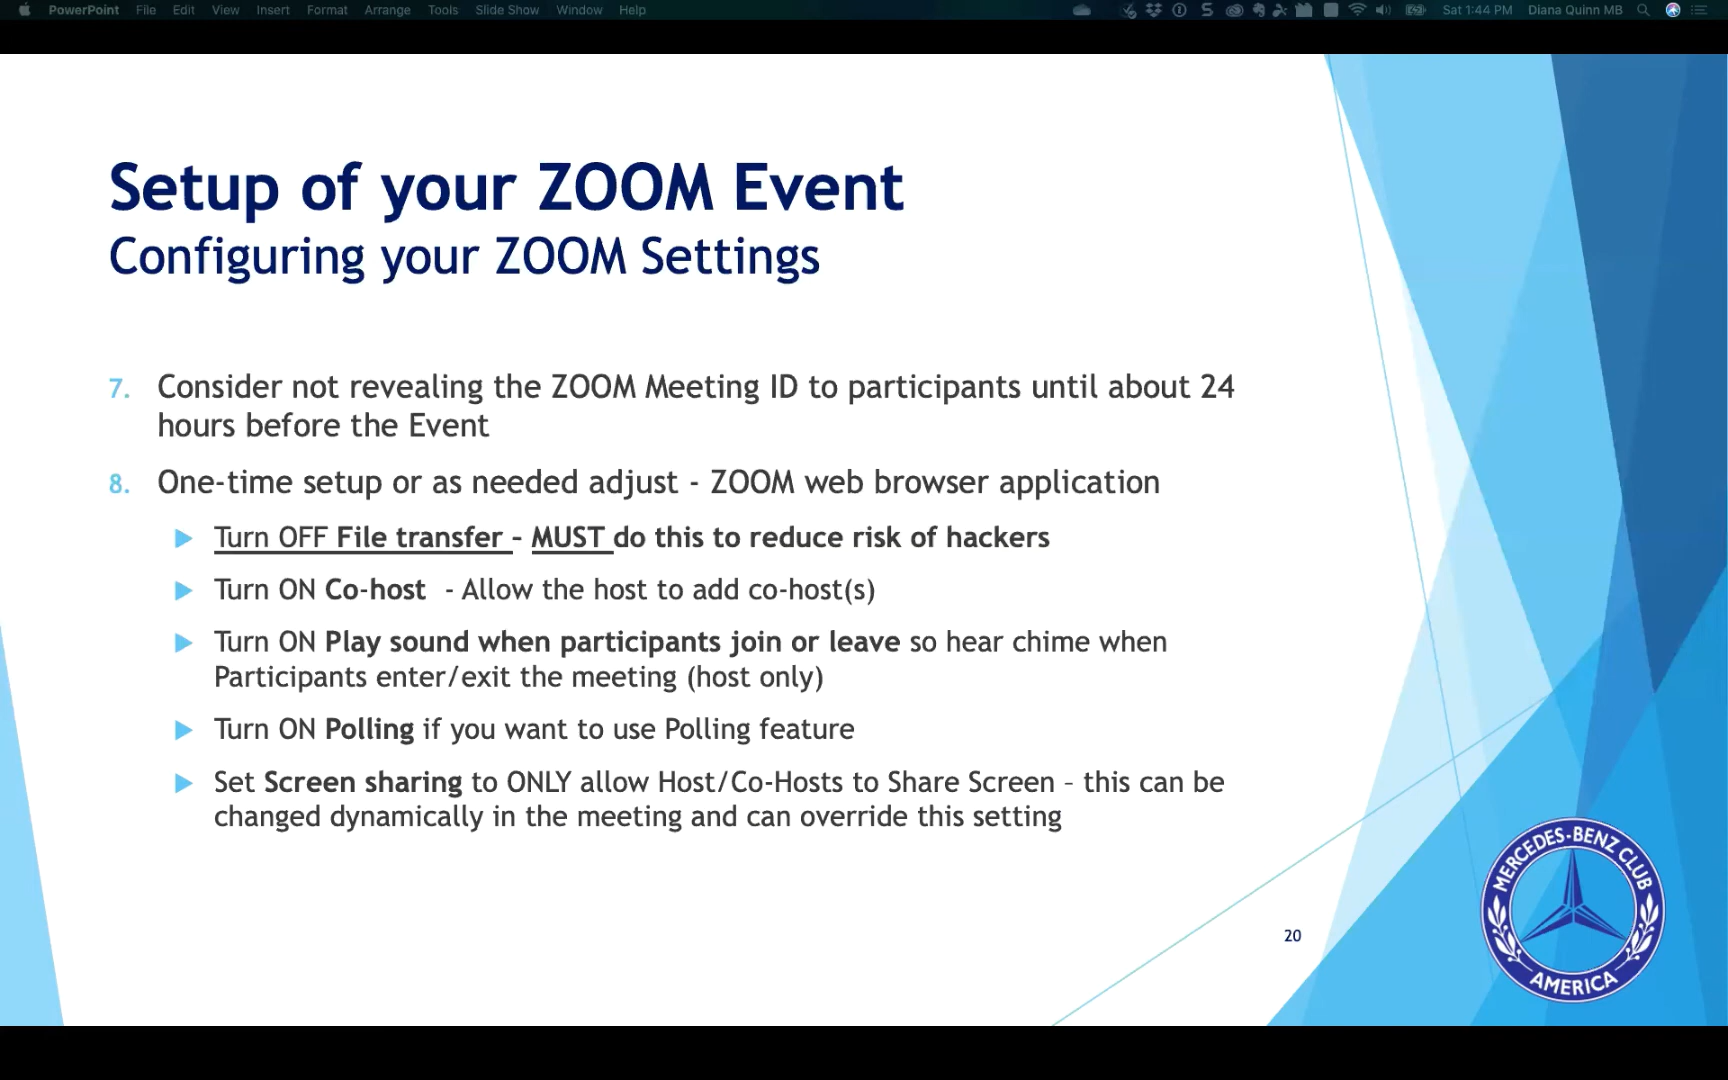 PowerPoint File Edit View Insert Format Arrange Tools Slide Show Window Help Sat 1:44 PM Diana Quinn MB
Setup of your ZOOM Event
Configuring your ZOOM Settings
7. Consider not revealing the ZOOM Meeting ID to participants until about 24
hours before the Event
8. One-time setup or as needed adjust - ZOOM web browser application
Turn OFF File transfer – MUST do this to reduce risk of hackers
Turn ON Co-host - Allow the host to add co-host(s)
Turn ON Play sound when participants join or leave so hear chime when
Participants enter/exit the meeting (host only)
Turn ON Polling if you want to use Polling feature
Set Screen sharing to ONLY allow Host/Co-Hosts to Share Screen – this can be
changed dynamically in the meeting and can override this setting
20
MERCEDES-BENZ CLUB
AMERICA